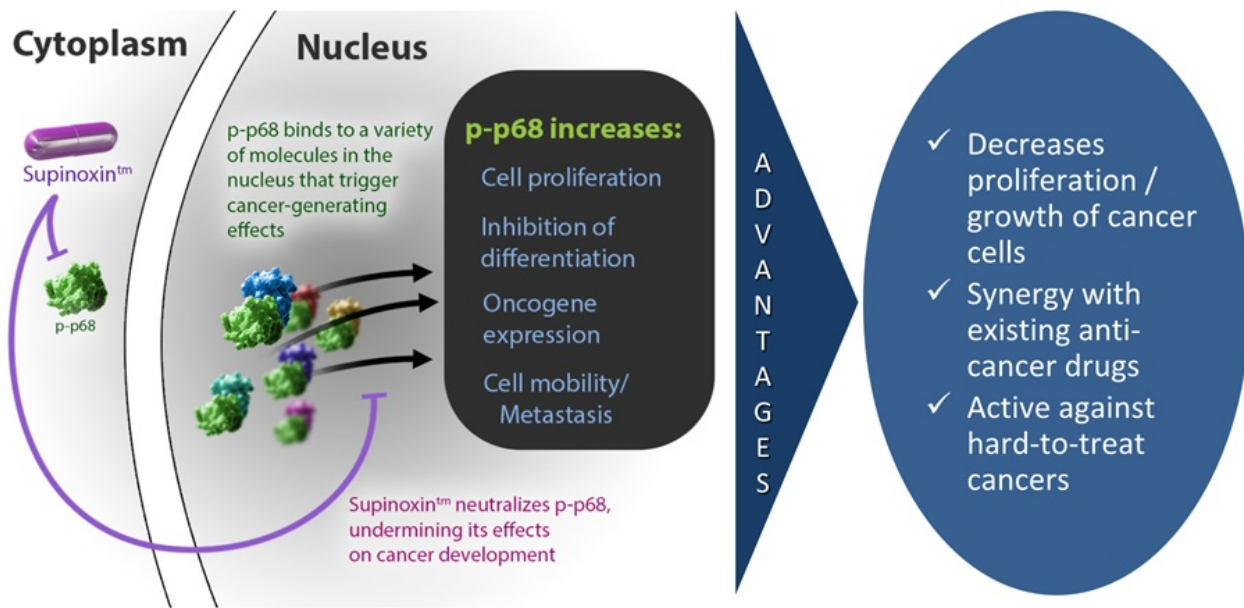 Cytoplasm
Nucleus
Supinoxin™
p-p68
p-p68 binds to a variety
of molecules in the
nucleus that trigger
cancer-generating
effects
p-p68 increases:
Cell proliferation
Inhibition of
differentiation
Oncogene
expression
Cell mobility/
Metastasis
Supinoxin™ neutralizes p-p68,
undermining its effects
on cancer development
ADVANTAGES
✓ Decreases
proliferation /
growth of cancer
cells
✓ Synergy with
existing anti-
cancer drugs
✓ Active against
hard-to-treat
cancers